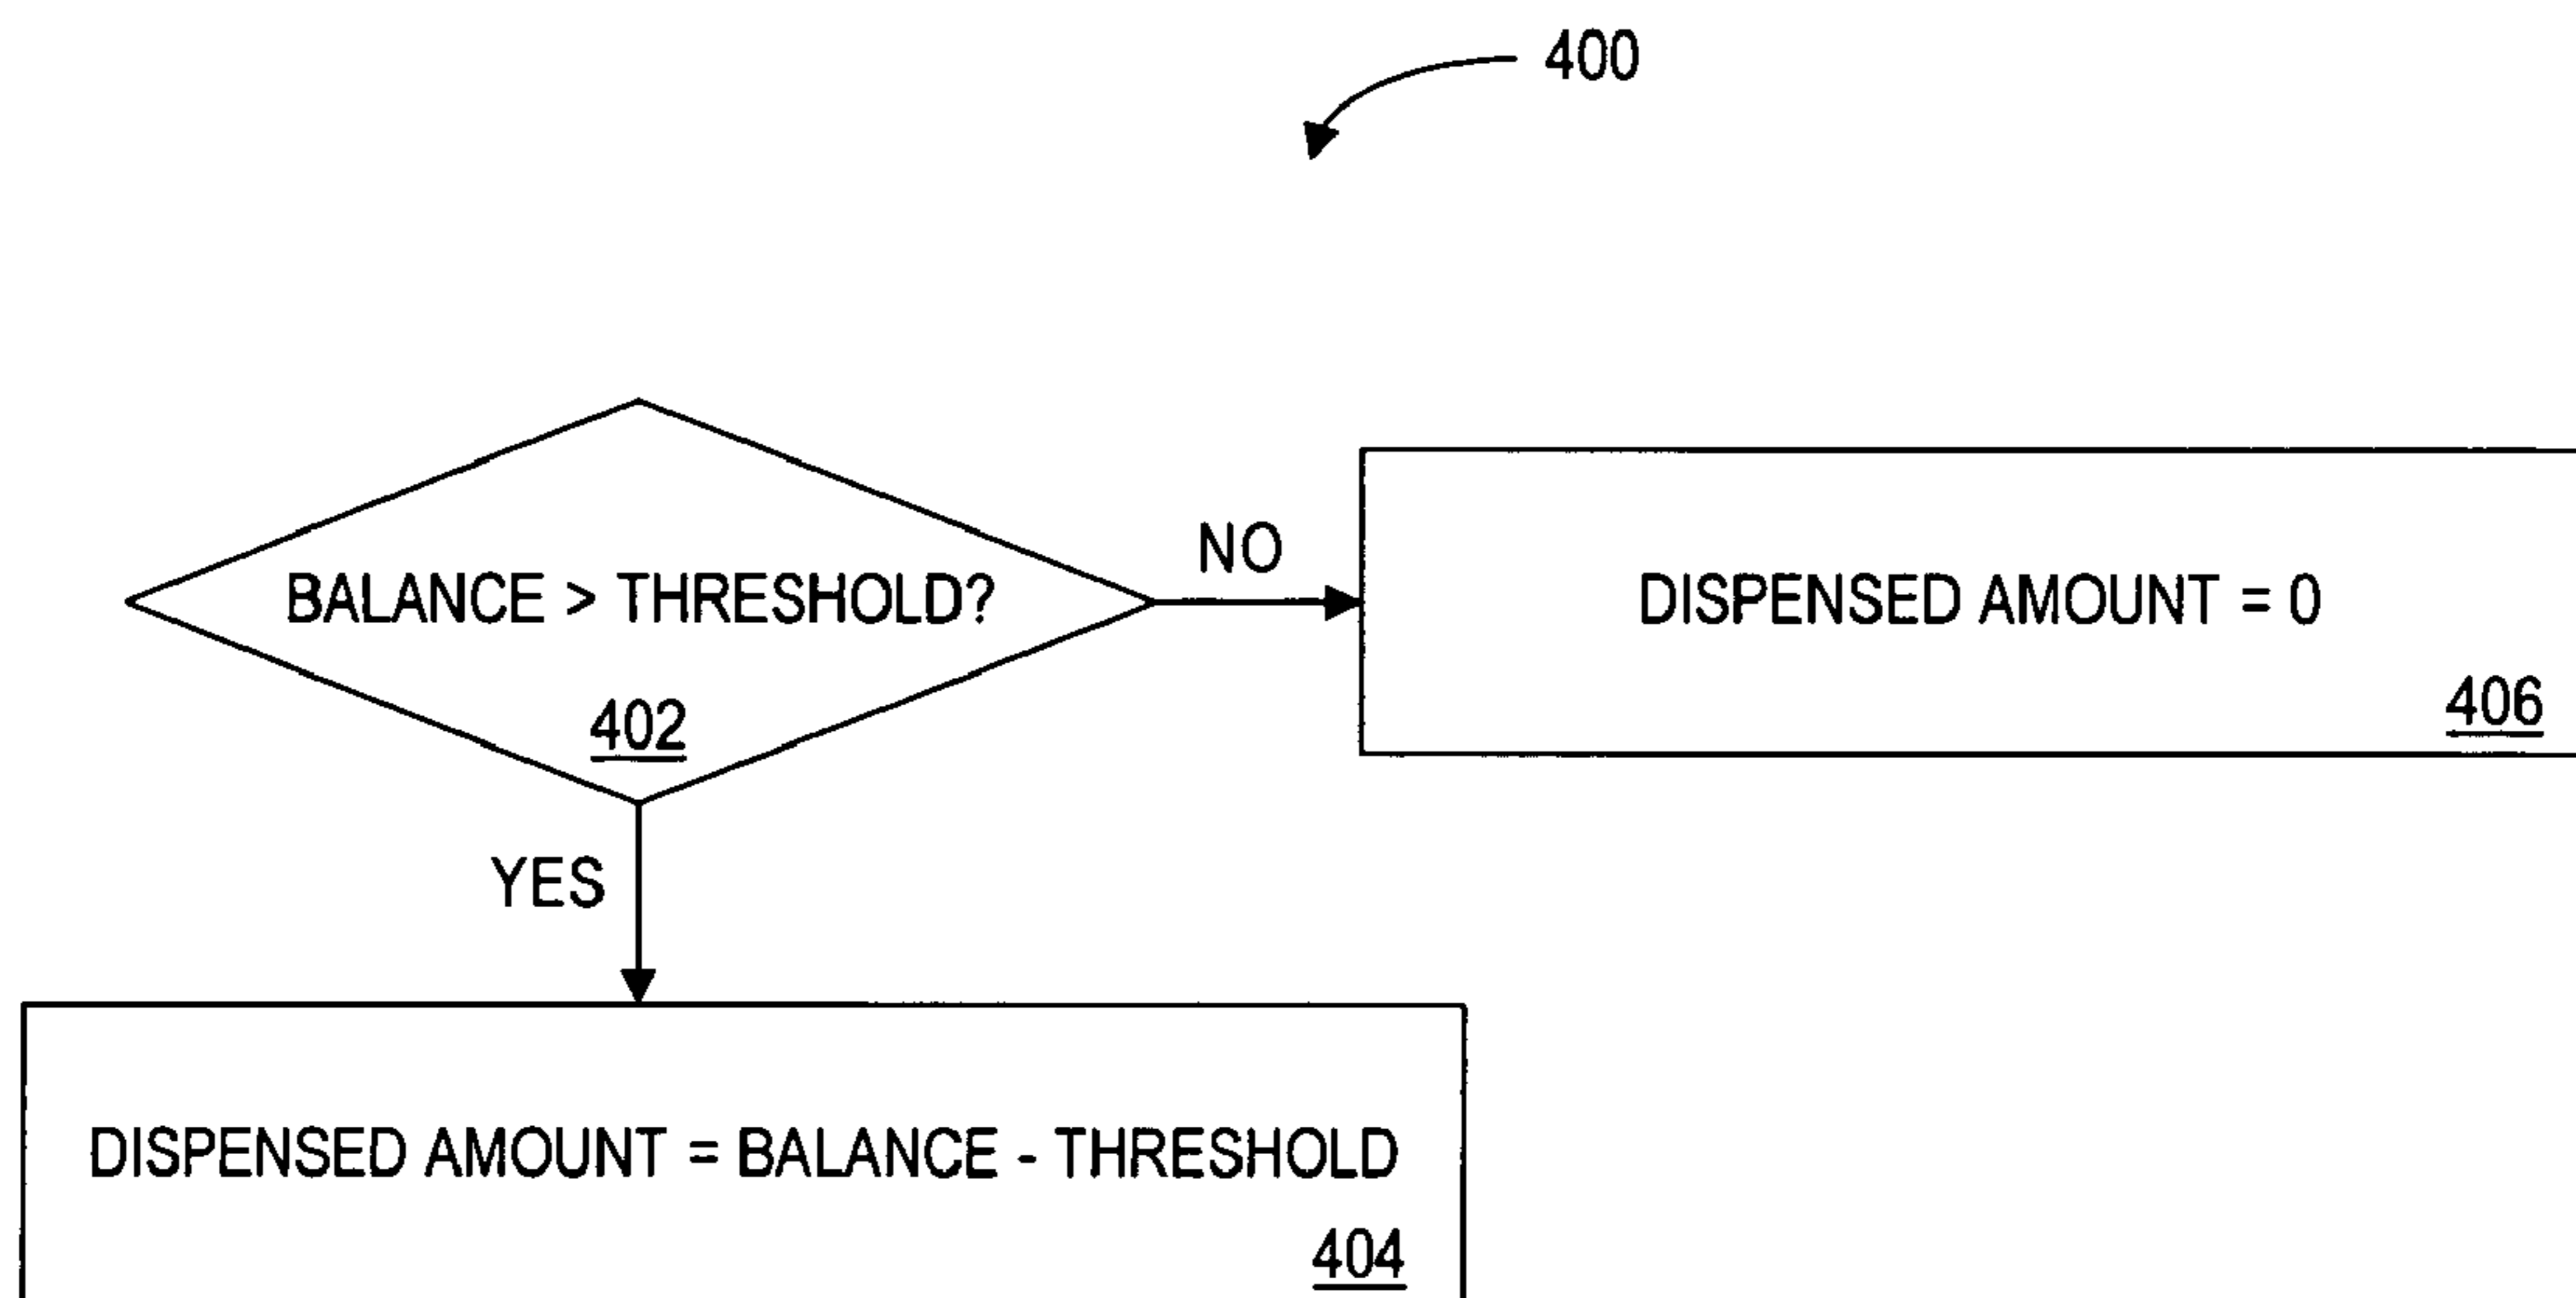 400
BALANCE > THRESHOLD?
402
NO
DISPENSED AMOUNT = 0
406
YES
DISPENSED AMOUNT = BALANCE - THRESHOLD
404